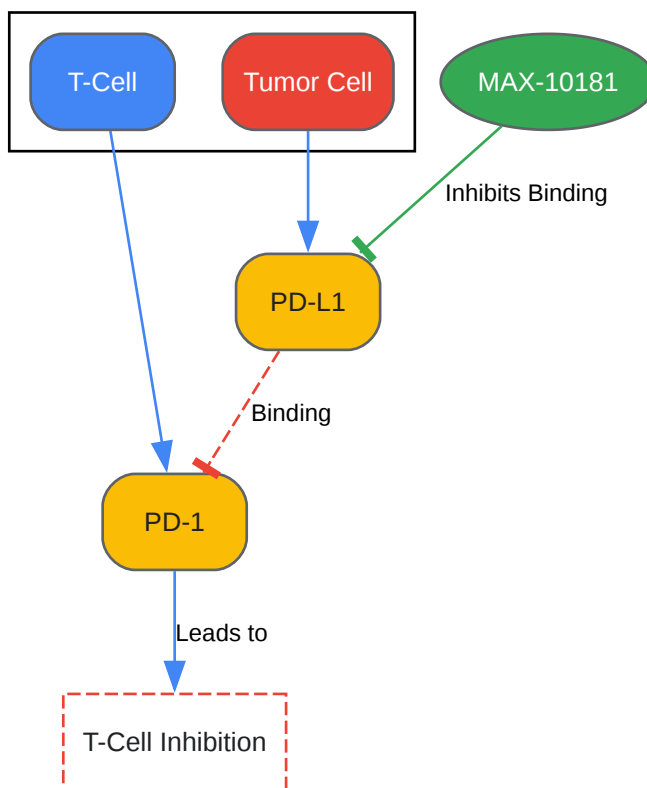 T-Cell
Tumor Cell
MAX-10181
Inhibits Binding
PD-L1
Binding
PD-1
Leads to
T-Cell Inhibition